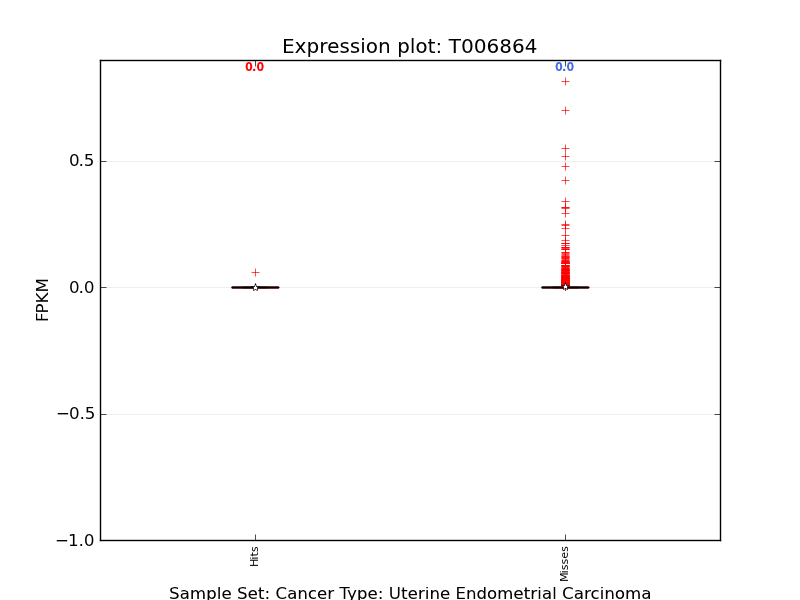 Expression plot: T006864
0.0
0.0
0.5
0.0
−0.5
−1.0
FPKM
Hits
Misses
Sample Set: Cancer Type: Uterine Endometrial Carcinoma